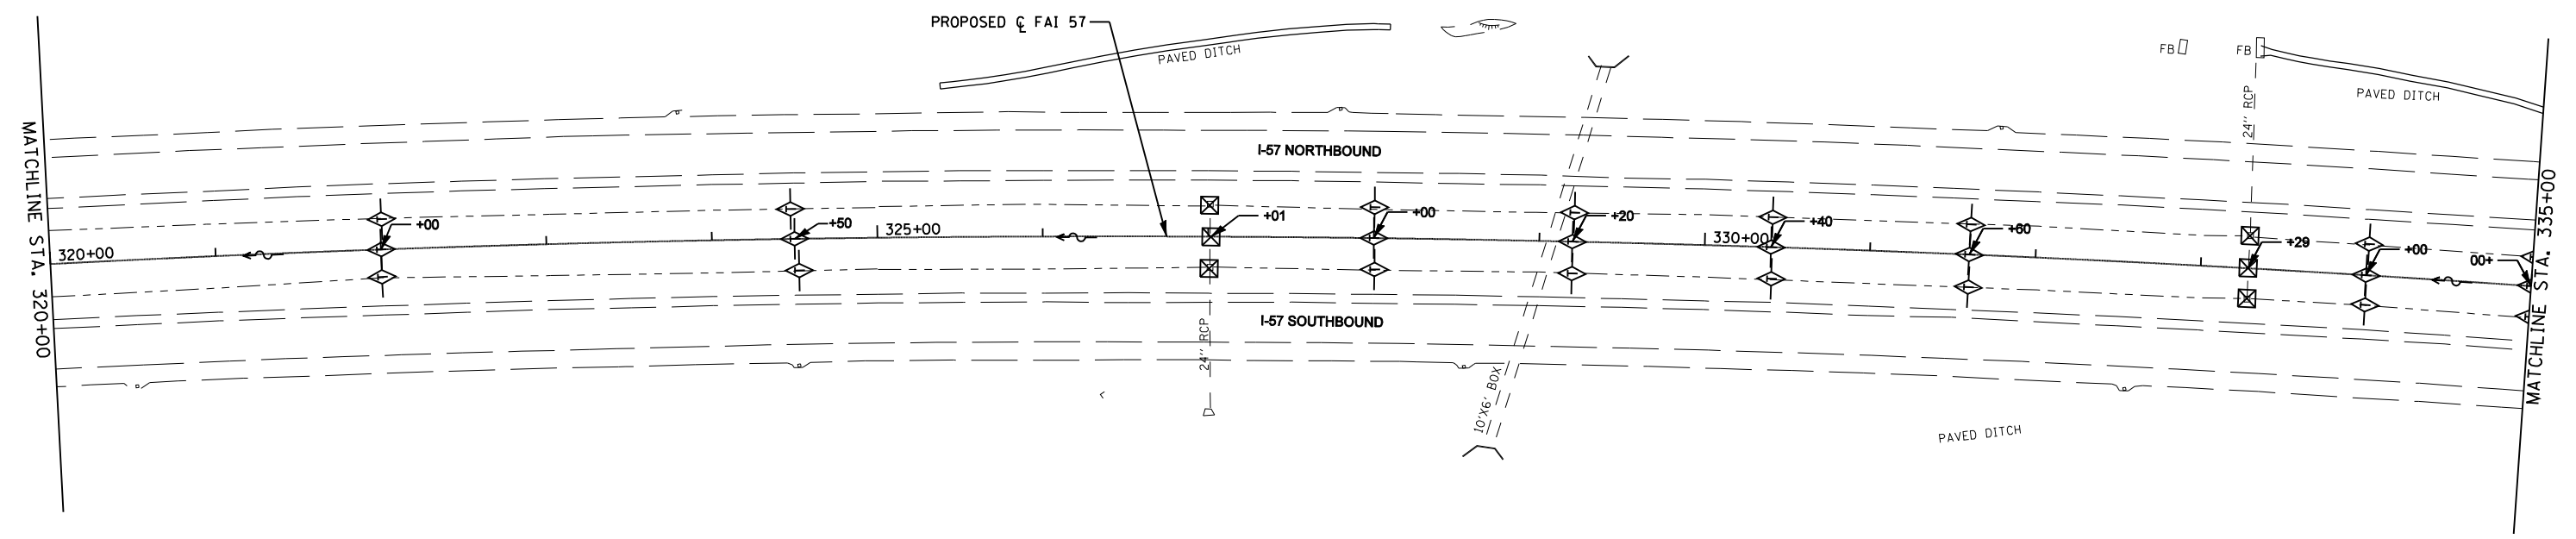 PROPOSED ℄ FAI 57
PAVED DITCH
FB
FB
24" RCP
PAVED DITCH
I-57 NORTHBOUND
MATCHLINE STA. 320+00
320+00
+00
+50
325+00
+01
+00
+20
330+00
+40
+60
+29
+00
00+
MATCHLINE STA. 335+00
I-57 SOUTHBOUND
24" RCP
10'X6' BOX
PAVED DITCH